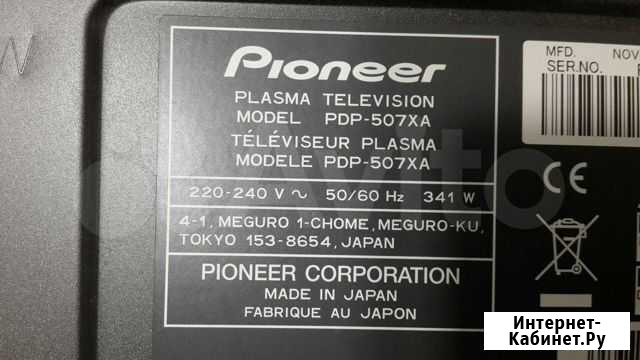 Pioneer
PLASMA TELEVISION
MODEL PDP-507XA
TÉLÉVISEUR PLASMA
MODELE PDP-507XA
220-240 V ~ 50/60 Hz 341 W
4-1, MEGURO 1-CHOME, MEGURO-KU,
TOKYO 153-8654, JAPAN
PIONEER CORPORATION
MADE IN JAPAN
FABRIQUE AU JAPON
MFD. NOV
SER.NO.
CE
Avito
Интернет-
Кабинет.Ру